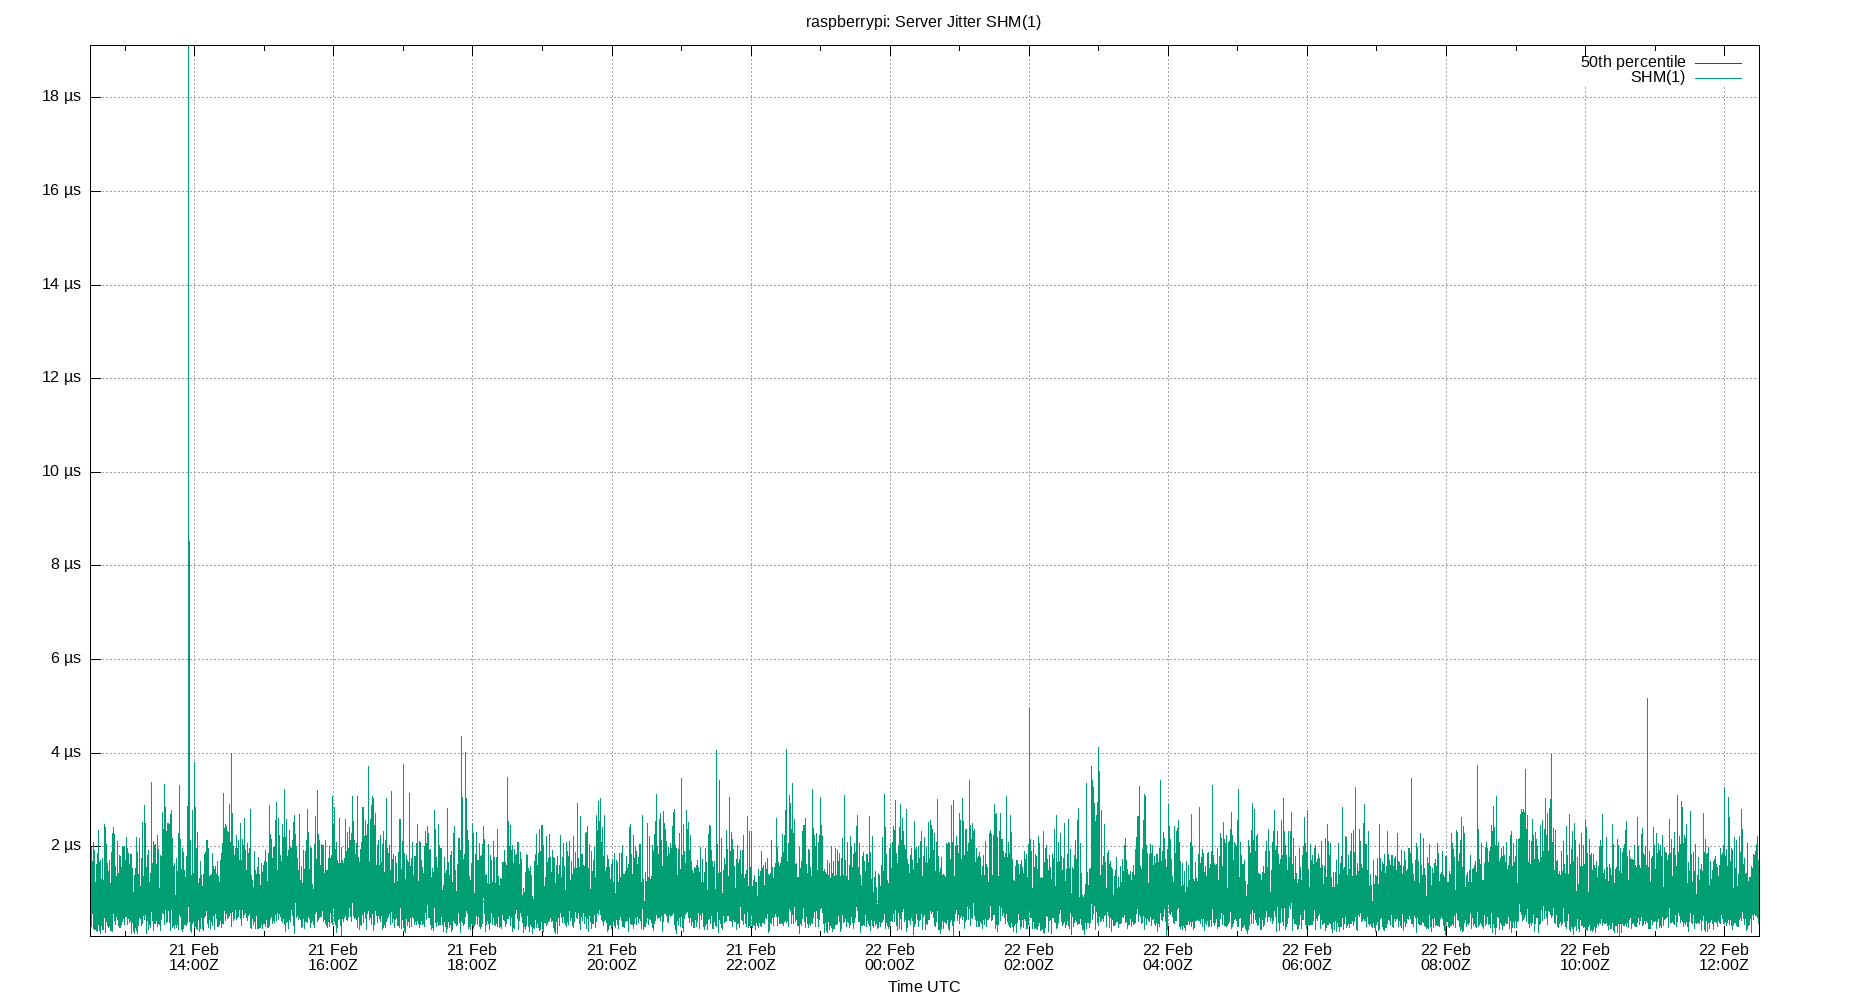 raspberrypi: Server Jitter SHM(1)
50th percentile
SHM(1)
18 µs
16 µs
14 µs
12 µs
10 µs
8 µs
6 µs
4 µs
2 µs
21 Feb 21 Feb 21 Feb 21 Feb 21 Feb 22 Feb 22 Feb 22 Feb 22 Feb 22 Feb 22 Feb 22 Feb
14:00Z 16:00Z 18:00Z 20:00Z 22:00Z 00:00Z 02:00Z 04:00Z 06:00Z 08:00Z 10:00Z 12:00Z
Time UTC